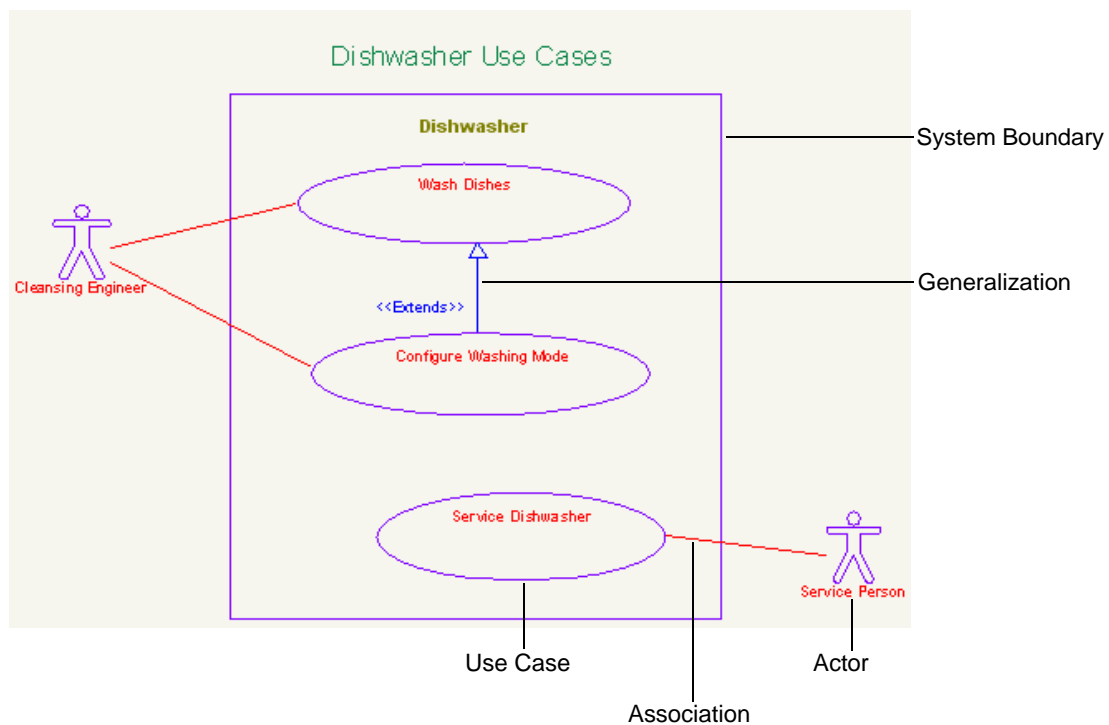 Dishwasher Use Cases
Dishwasher
System Boundary
Wash Dishes
Cleansing Engineer
Generalization
<<Extends>>
Configure Washing Mode
Service Dishwasher
Service Person
Use Case
Actor
Association